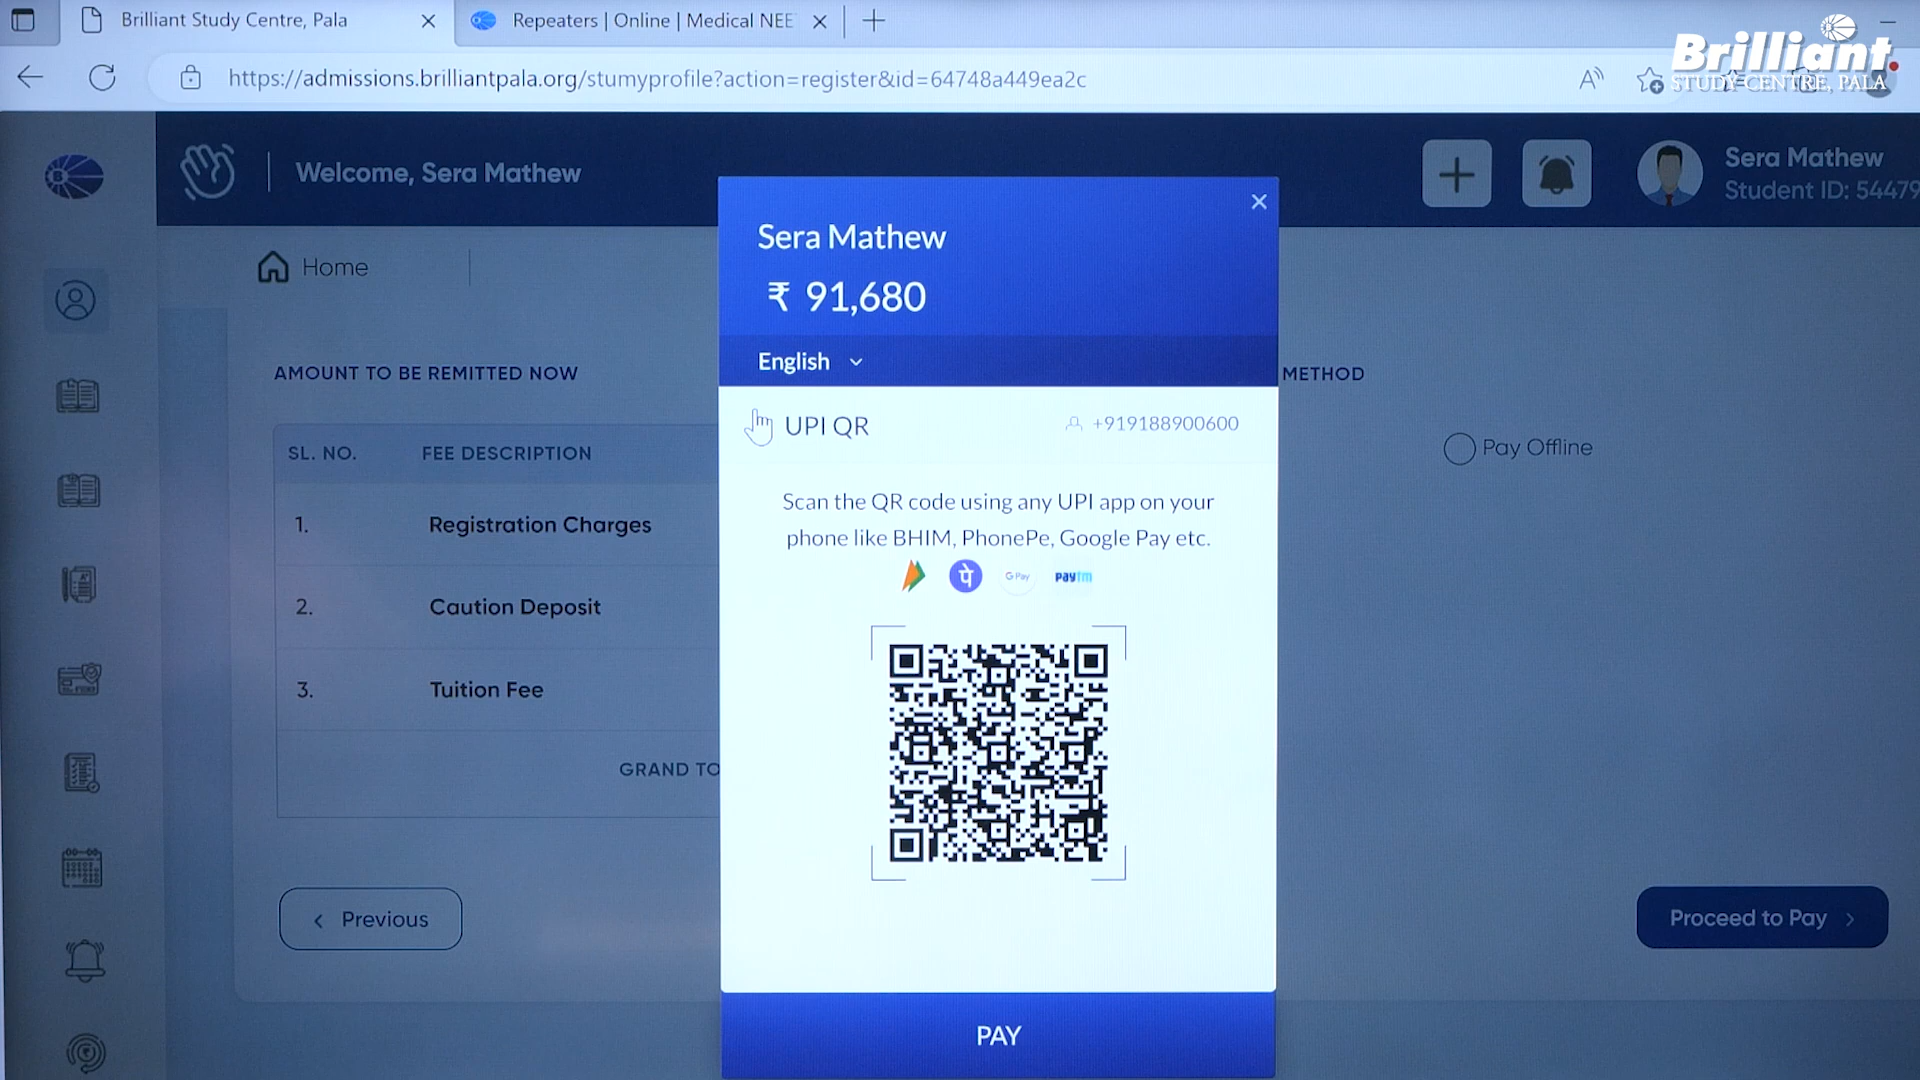 Brilliant Study Centre, Pala
Repeaters | Online | Medical NEE
https://admissions.brilliantpala.org/stumyprofile?action=register&id=64748a449ea2c
Brilliant
STUDY CENTRE, PALA
Welcome, Sera Mathew
Sera Mathew
Student ID: 54479
Home
Sera Mathew
₹ 91,680
English
AMOUNT TO BE REMITTED NOW
METHOD
UPI QR
+919188900600
Pay Offline
SL. NO. FEE DESCRIPTION
Scan the QR code using any UPI app on your
phone like BHIM, PhonePe, Google Pay etc.
पे
G Pay
paytm
1. Registration Charges
2. Caution Deposit
3. Tuition Fee
GRAND TO
Previous
Proceed to Pay
PAY